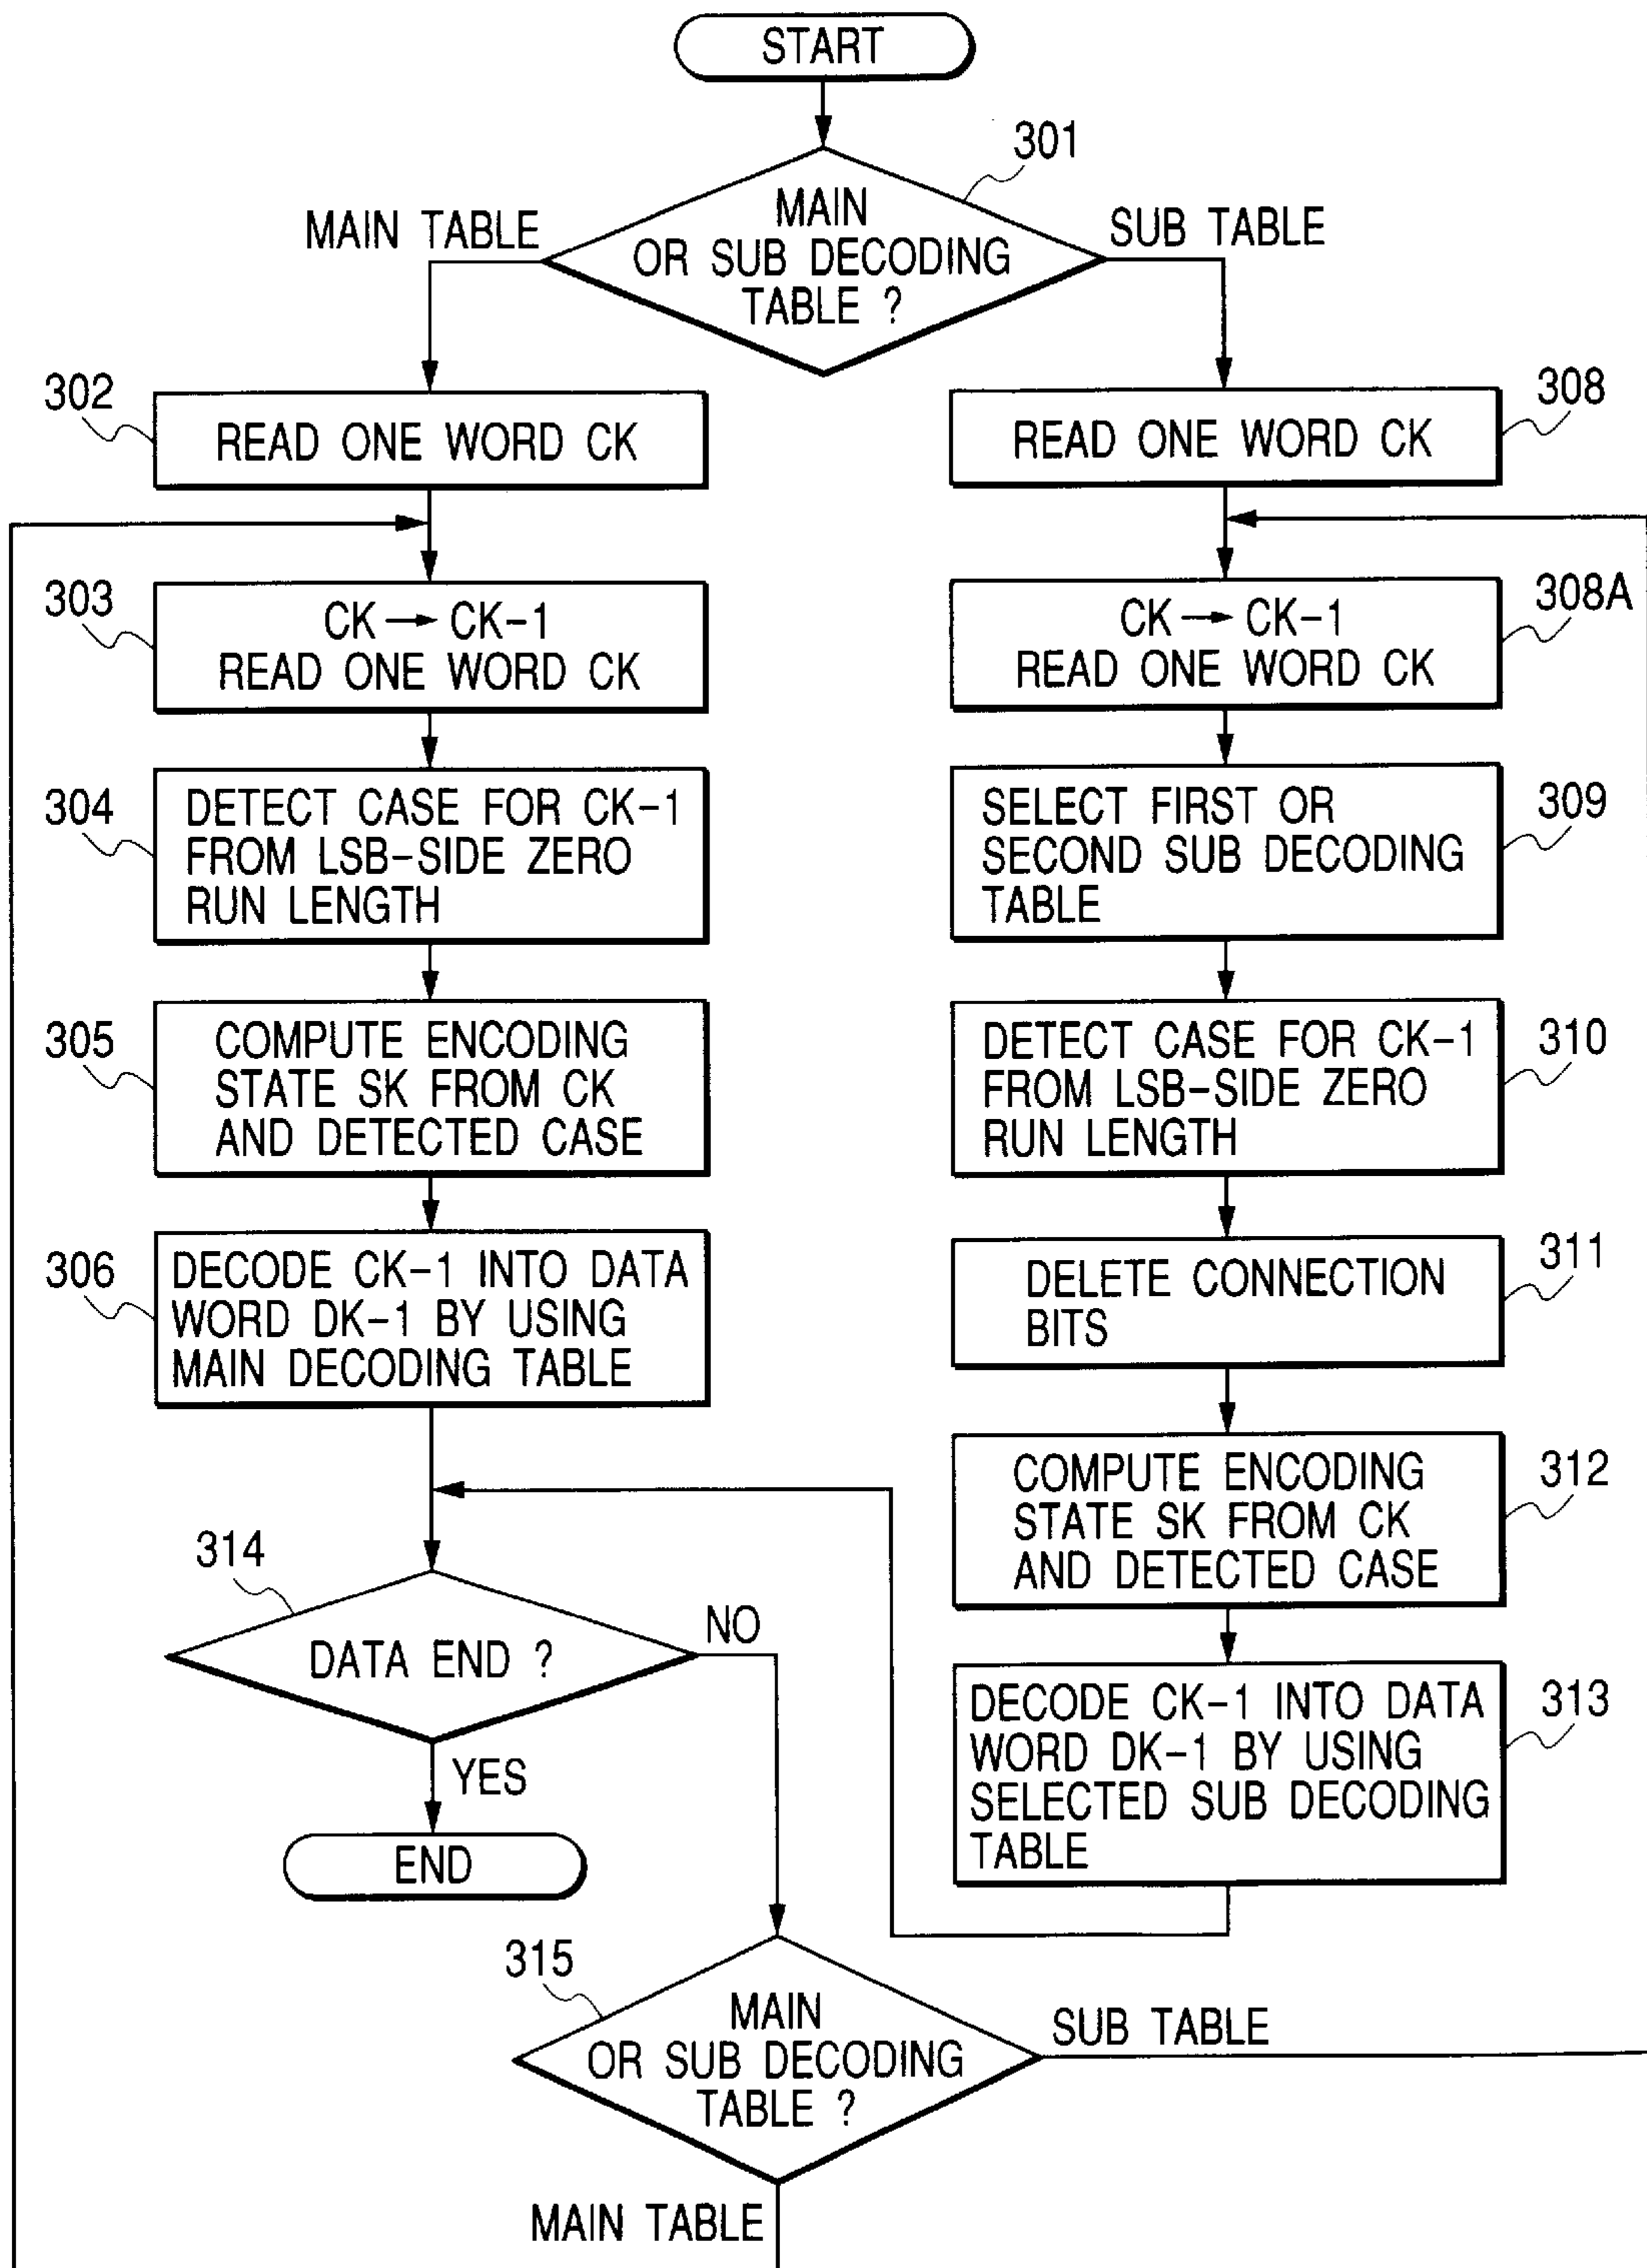 START
301
MAIN
OR SUB DECODING
TABLE ?
MAIN TABLE
SUB TABLE
302
READ ONE WORD CK
308
READ ONE WORD CK
303
CK → CK-1
READ ONE WORD CK
308A
CK → CK-1
READ ONE WORD CK
304
DETECT CASE FOR CK-1
FROM LSB-SIDE ZERO
RUN LENGTH
309
SELECT FIRST OR
SECOND SUB DECODING
TABLE
305
COMPUTE ENCODING
STATE SK FROM CK
AND DETECTED CASE
310
DETECT CASE FOR CK-1
FROM LSB-SIDE ZERO
RUN LENGTH
306
DECODE CK-1 INTO DATA
WORD DK-1 BY USING
MAIN DECODING TABLE
311
DELETE CONNECTION
BITS
312
COMPUTE ENCODING
STATE SK FROM CK
AND DETECTED CASE
314
DATA END ?
NO
YES
END
313
DECODE CK-1 INTO DATA
WORD DK-1 BY USING
SELECTED SUB DECODING
TABLE
315
MAIN
OR SUB DECODING
TABLE ?
SUB TABLE
MAIN TABLE